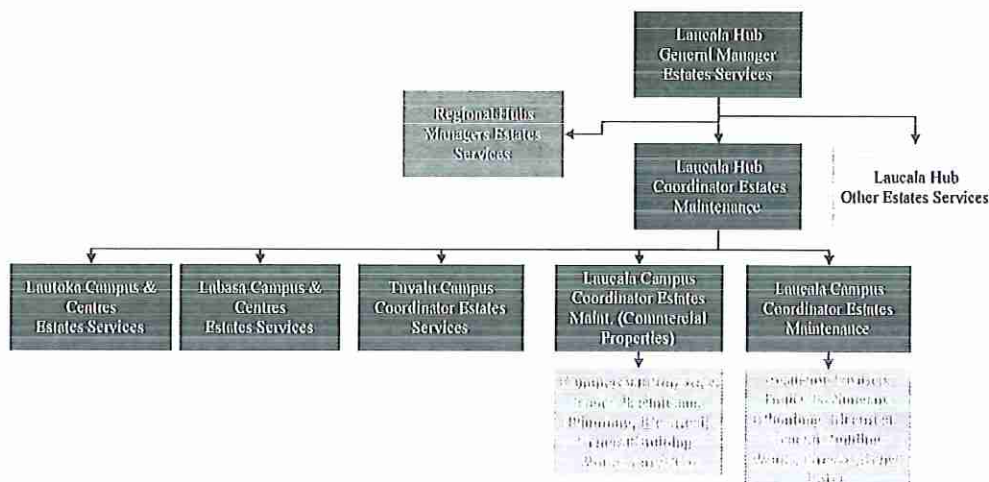 Laucala Hub
General Manager
Estates Services
Regional Hubs
Managers Estates
Services
Laucala Hub
Coordinator Estates
Maintenance
Laucala Hub
Other Estates Services
Lautoka Campus &
Centres
Estates Services
Labasa Campus &
Centres
Estates Services
Tuvalu Campus
Coordinator Estates
Services
Laucala Campus
Coordinator Estates
Maint. (Commercial
Properties)
Laucala Campus
Coordinator Estates
Maintenance